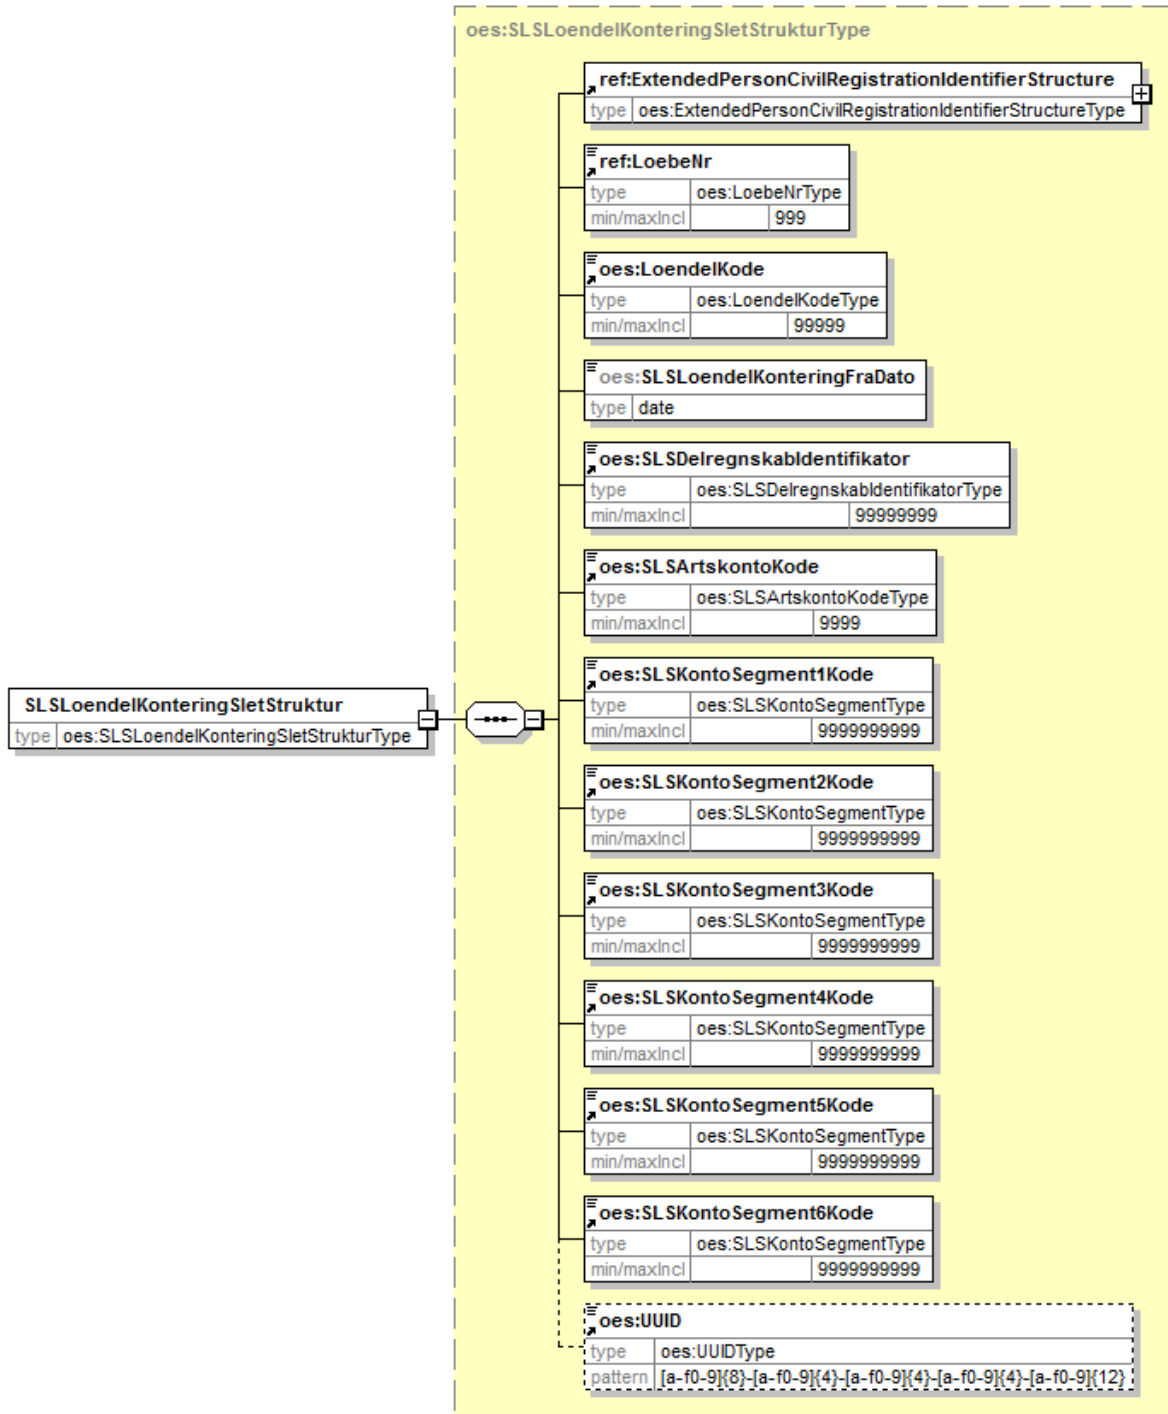 oes:SLSLoendelKonteringSletStrukturType
ref:ExtendedPersonCivilRegistrationIdentifierStructure
type oes:ExtendedPersonCivilRegistrationIdentifierStructureType
ref:LoebeNr
type oes:LoebeNrType
min/maxIncl 999
oes:LoendelKode
type oes:LoendelKodeType
min/maxIncl 99999
oes:SLSLoendelKonteringFraDato
type date
oes:SLSDelregnskabIdentifikator
type oes:SLSDelregnskabIdentifikatorType
min/maxIncl 99999999
oes:SLSArtskontoKode
type oes:SLSArtskontoKodeType
min/maxIncl 9999
oes:SLSKontoSegment1Kode
type oes:SLSKontoSegmentType
min/maxIncl 9999999999
SLSLoendelKonteringSletStruktur
type oes:SLSLoendelKonteringSletStrukturType
oes:SLSKontoSegment2Kode
type oes:SLSKontoSegmentType
min/maxIncl 9999999999
oes:SLSKontoSegment3Kode
type oes:SLSKontoSegmentType
min/maxIncl 9999999999
oes:SLSKontoSegment4Kode
type oes:SLSKontoSegmentType
min/maxIncl 9999999999
oes:SLSKontoSegment5Kode
type oes:SLSKontoSegmentType
min/maxIncl 9999999999
oes:SLSKontoSegment6Kode
type oes:SLSKontoSegmentType
min/maxIncl 9999999999
oes:UUID
type oes:UUIDType
pattern [a-f0-9]{8}-[a-f0-9]{4}-[a-f0-9]{4}-[a-f0-9]{4}-[a-f0-9]{12}